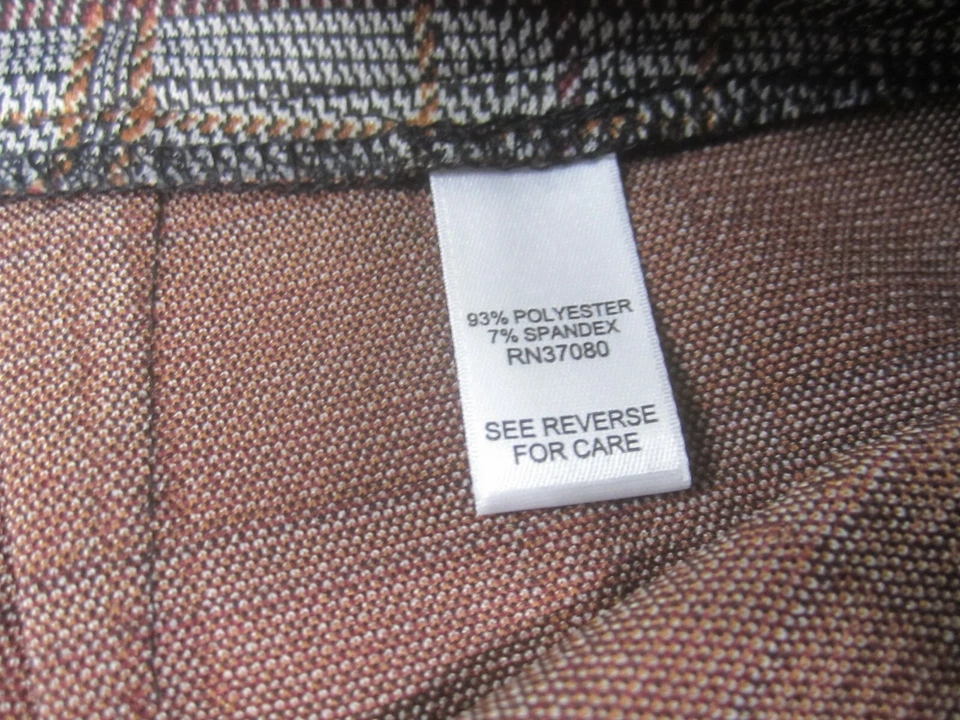 93% POLYESTER
7% SPANDEX
RN37080
SEE REVERSE
FOR CARE